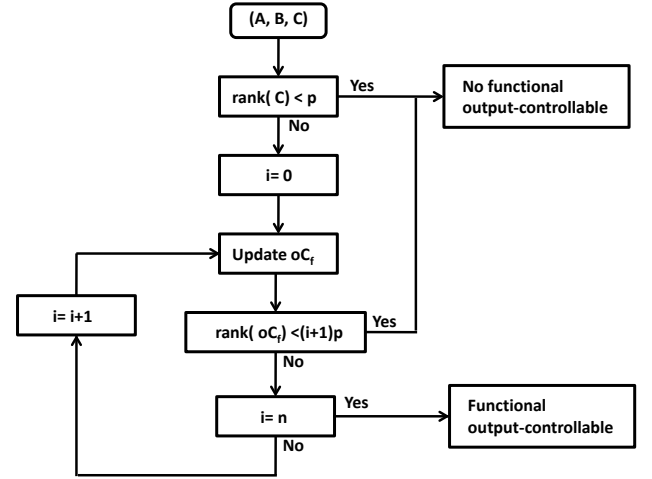 (A, B, C)
rank( C) < p
Yes
No functional
output-controllable
No
i= 0
Update oCf
i= i+1
rank( oCf) <(i+1)p
Yes
No
i= n
Yes
Functional
output-controllable
No